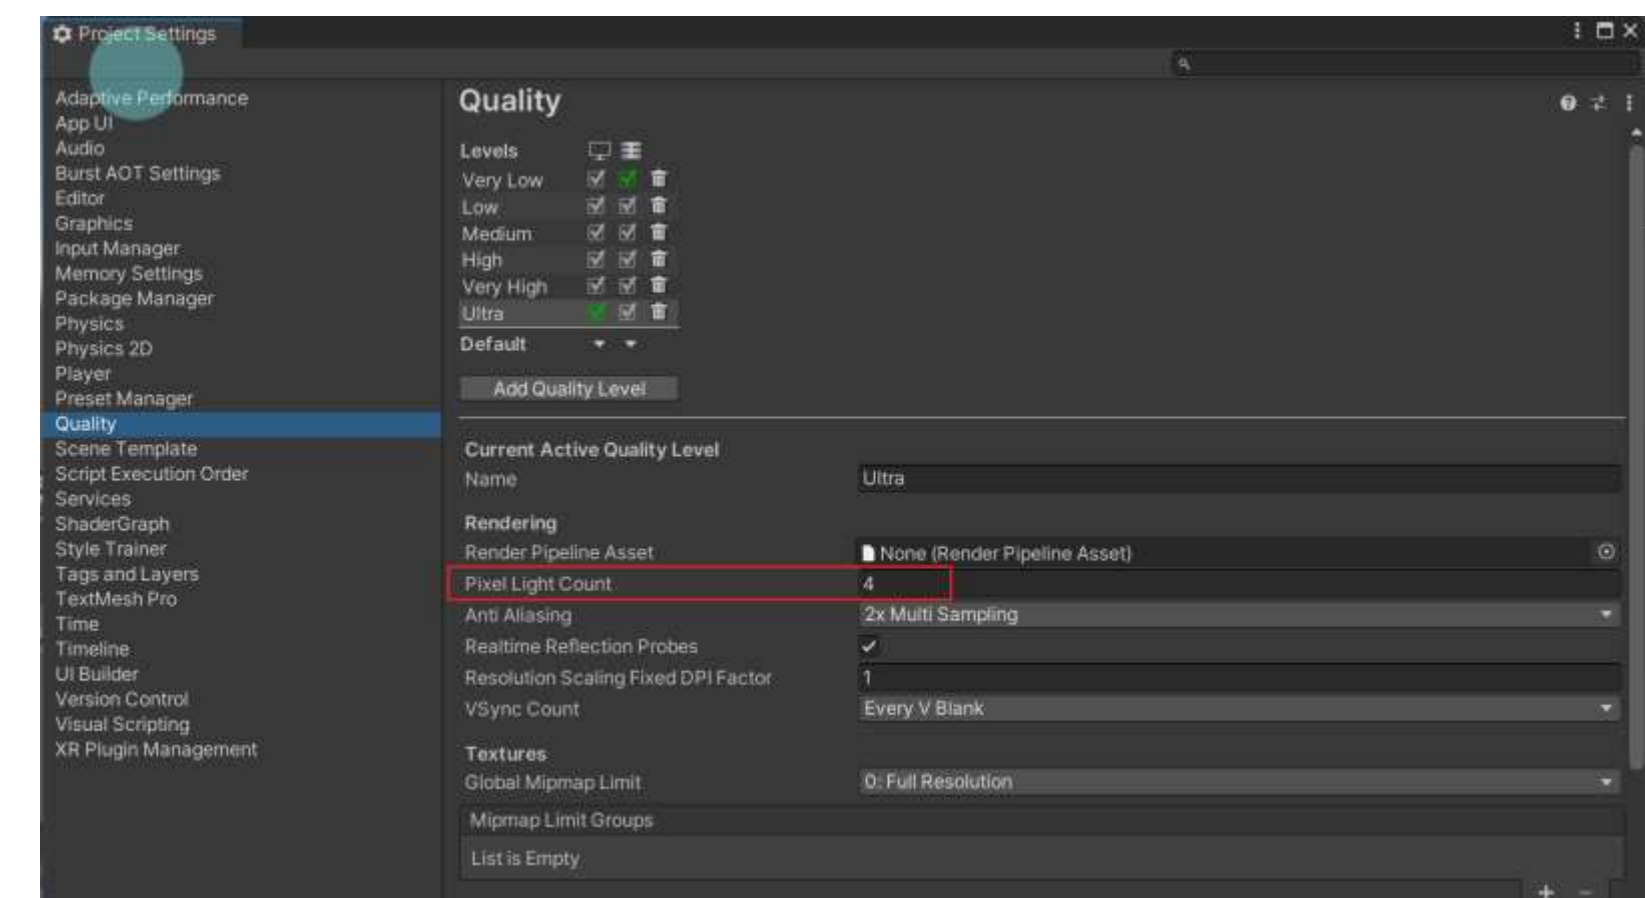 Project Settings
Adaptive Performance
App UI
Audio
Burst AOT Settings
Editor
Graphics
Input Manager
Memory Settings
Package Manager
Physics
Physics 2D
Player
Preset Manager
Quality
Scene Template
Script Execution Order
Services
ShaderGraph
Style Trainer
Tags and Layers
TextMesh Pro
Time
Timeline
UI Builder
Version Control
Visual Scripting
XR Plugin Management
Quality
Levels
Very Low
Low
Medium
High
Very High
Ultra
Default
Add Quality Level
Current Active Quality Level
Name Ultra
Rendering
Render Pipeline Asset None (Render Pipeline Asset)
Pixel Light Count 4
Anti Aliasing 2x Multi Sampling
Realtime Reflection Probes
Resolution Scaling Fixed DPI Factor 1
VSync Count Every V Blank
Textures
Global Mipmap Limit 0: Full Resolution
Mipmap Limit Groups
List is Empty